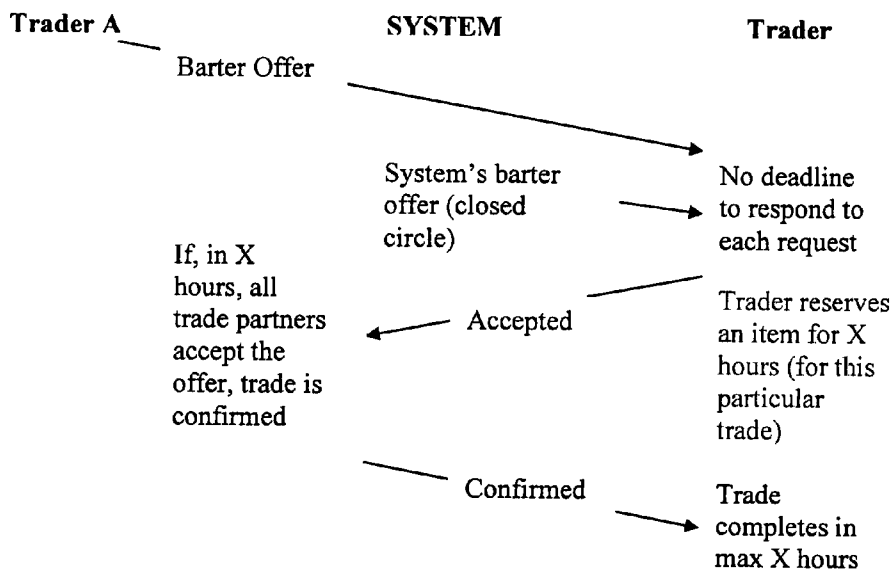 Trader A SYSTEM Trader
Barter Offer
System's barter
offer (closed
circle)
No deadline
to respond to
each request
If, in X
hours, all
trade partners
accept the
offer, trade is
confirmed
Accepted
Trader reserves
an item for X
hours (for this
particular
trade)
Confirmed
Trade
completes in
max X hours